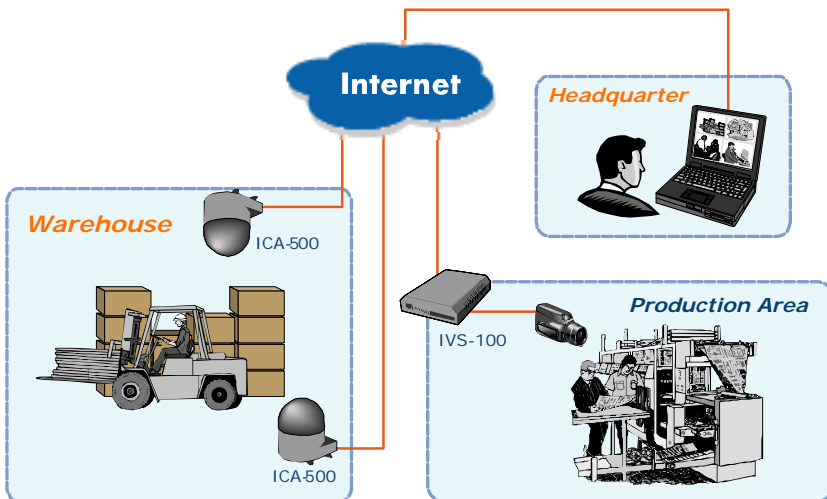 Internet
Headquarter
Warehouse
ICA-500
Production Area
IVS-100
ICA-500